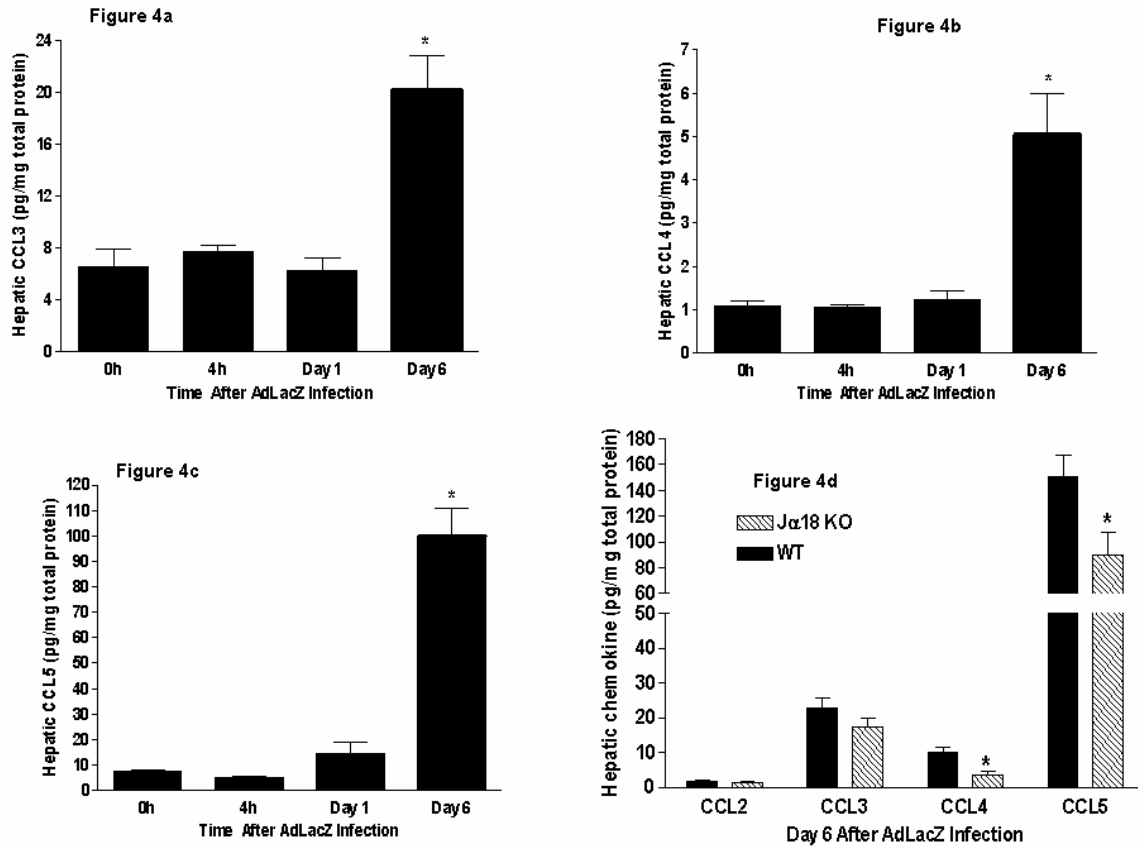 Figure 4a
Hepatic CCL3 (pg/mg total protein)
24
20
16
12
8
4
0
*
0h 4h Day 1 Day 6
Time After AdLacZ Infection
Figure 4b
Hepatic CCL4 (pg/mg total protein)
7
6
5
4
3
2
1
0
*
0h 4h Day 1 Day 6
Time After AdLacZ Infection
Figure 4c
Hepatic CCL5 (pg/mg total protein)
120
110
100
90
80
70
60
50
40
30
20
10
0
*
0h 4h Day 1 Day 6
Time After AdLacZ Infection
Figure 4d
Jα18 KO
WT
Hepatic chemokine (pg/mg total protein)
180
160
140
120
100
80
60
50
40
30
20
10
0
*
*
CCL2 CCL3 CCL4 CCL5
Day 6 After AdLacZ Infection